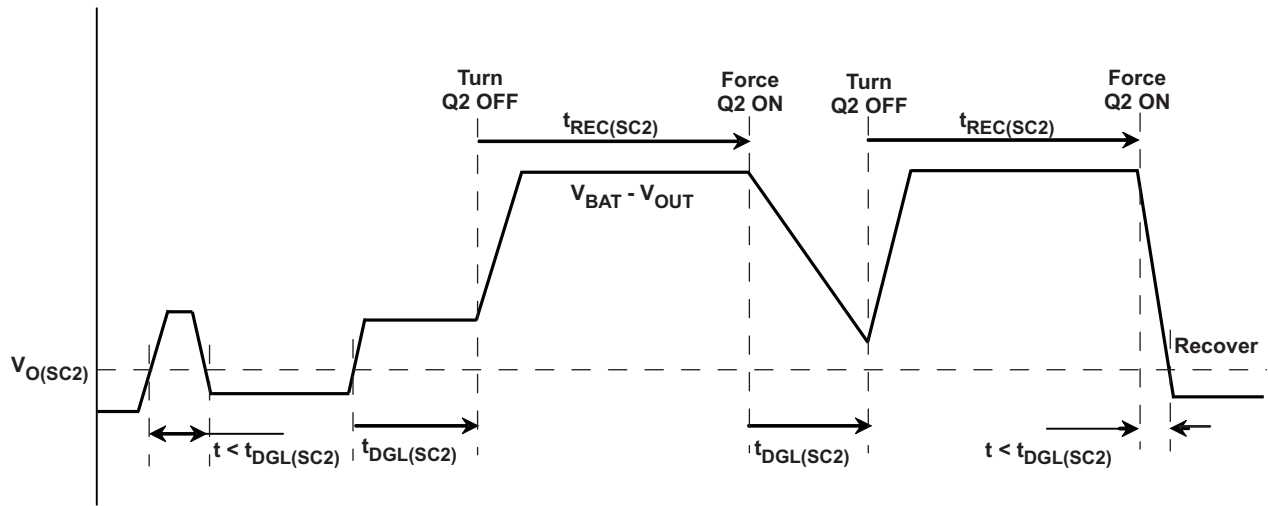 Turn
Q2 OFF
Force
Q2 ON
Turn
Q2 OFF
Force
Q2 ON
tREC(SC2)
tREC(SC2)
VBAT - VOUT
VO(SC2)
Recover
t < tDGL(SC2)
tDGL(SC2)
tDGL(SC2)
t < tDGL(SC2)